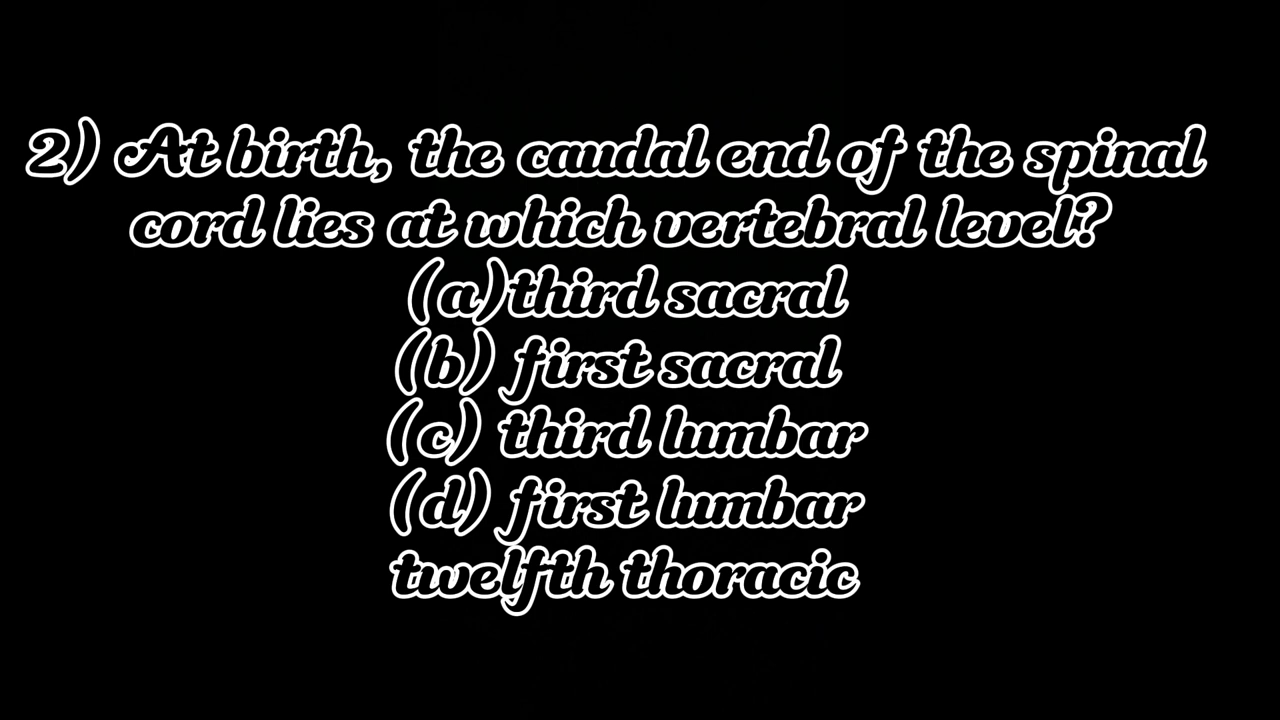 2) At birth, the caudal end of the spinal
cord lies at which vertebral level?
(a)third sacral
(b) first sacral
(c) third lumbar
(d) first lumbar
twelfth thoracic